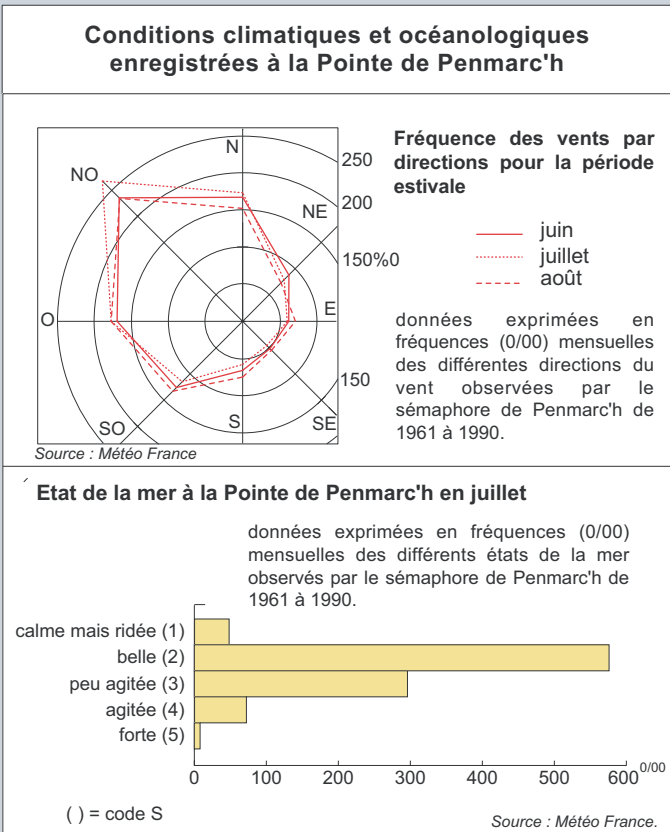 Conditions climatiques et océanologiques
enregistrées à la Pointe de Penmarc'h
N
NO
NE
O
E
SO
S
SE
250
200
150%0
150
Source : Météo France
Fréquence des vents par
directions pour la période
estivale
juin
juillet
août
données exprimées en
fréquences (0/00) mensuelles
des différentes directions du
vent observées par le
sémaphore de Penmarc'h de
1961 à 1990.
Etat de la mer à la Pointe de Penmarc'h en juillet
données exprimées en fréquences (0/00)
mensuelles des différents états de la mer
observés par le sémaphore de Penmarc'h de
1961 à 1990.
calme mais ridée (1)
belle (2)
peu agitée (3)
agitée (4)
forte (5)
0 100 200 300 400 500 600 0/00
( ) = code S
Source : Météo France.